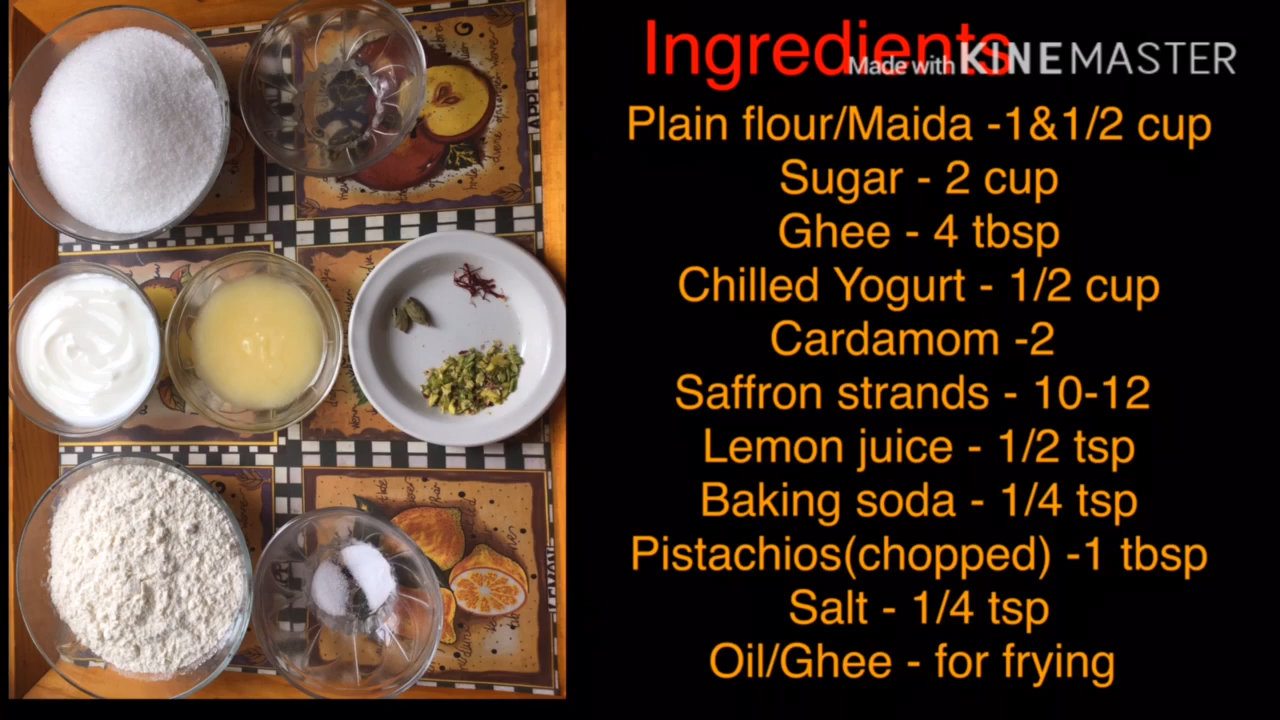 Ingredients
Made with KINEMASTER
Plain flour/Maida -1&1/2 cup
Sugar - 2 cup
Ghee - 4 tbsp
Chilled Yogurt - 1/2 cup
Cardamom -2
Saffron strands - 10-12
Lemon juice - 1/2 tsp
Baking soda - 1/4 tsp
Pistachios(chopped) -1 tbsp
Salt - 1/4 tsp
Oil/Ghee - for frying